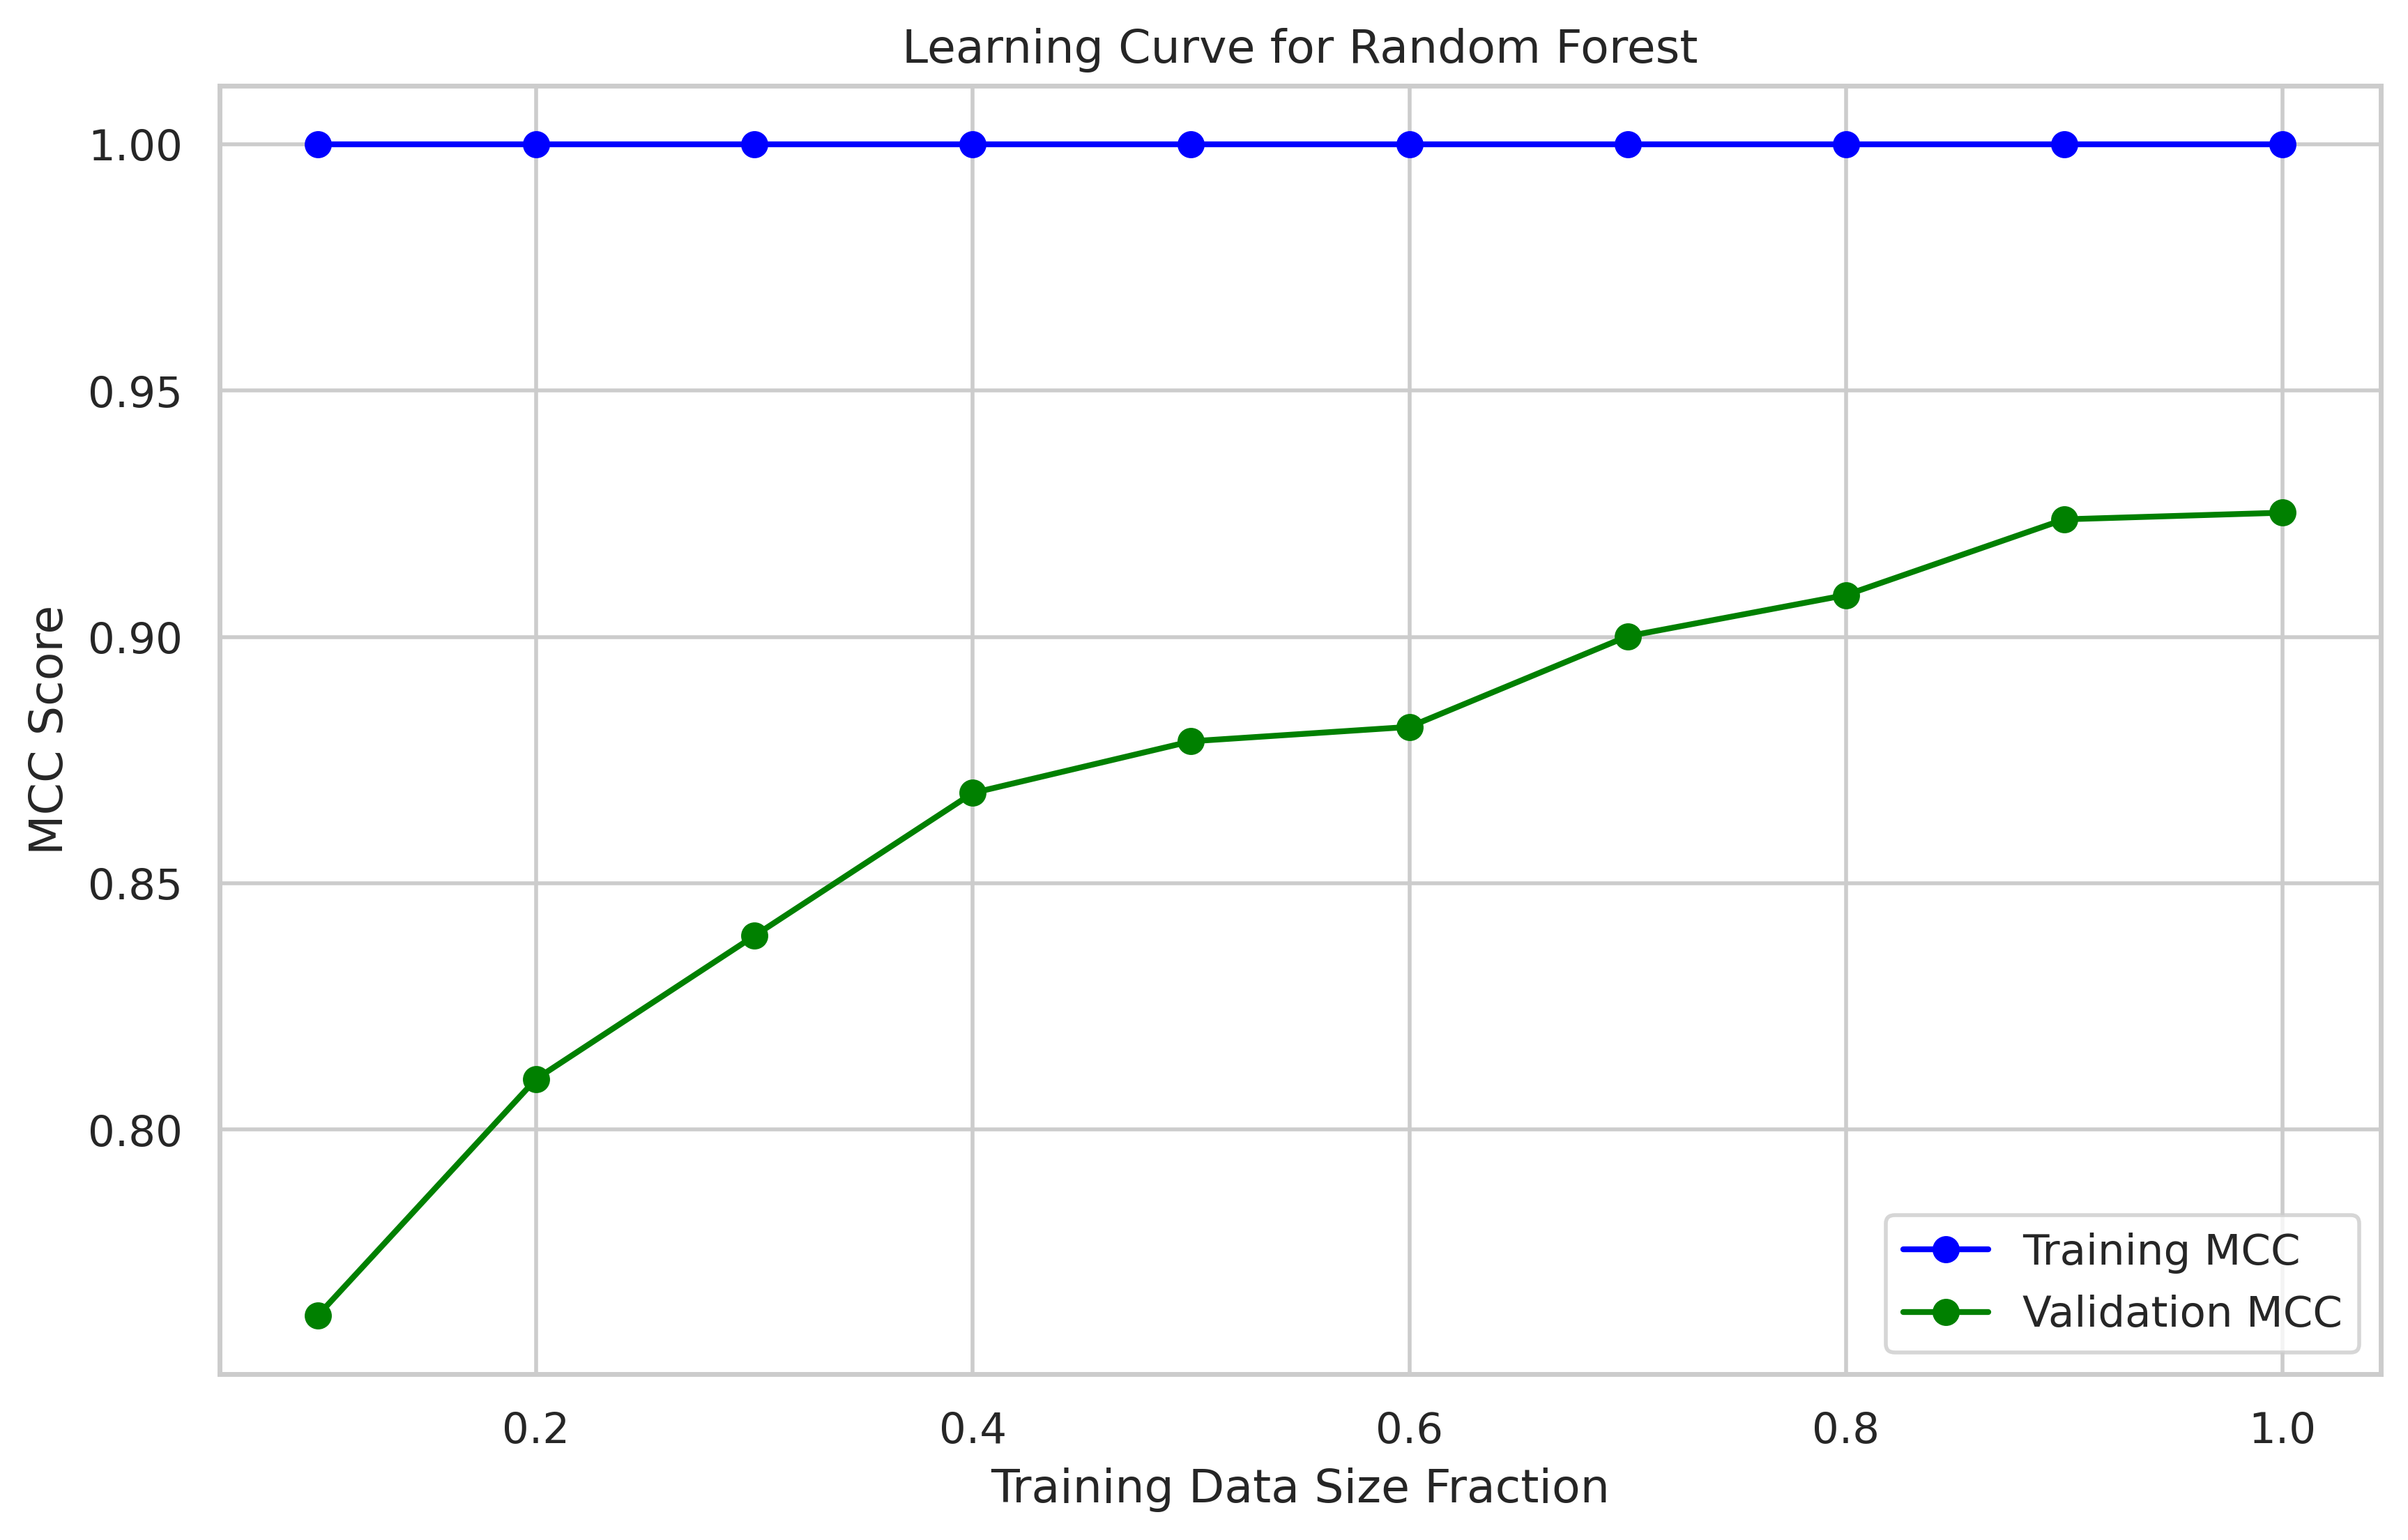 Learning Curve for Random Forest
1.00
0.95
0.90
0.85
0.80
MCC Score
0.2 0.4 0.6 0.8 1.0
Training Data Size Fraction
Training MCC
Validation MCC